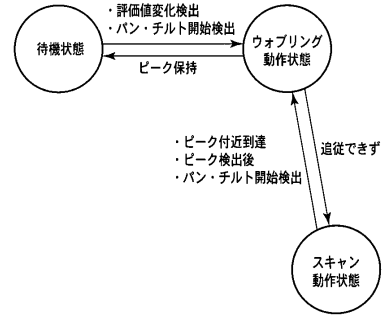 ・評価値変化検出
・パン・チルト開始検出
待機状態
ウォブリング
動作状態
ピーク保持
・ピーク付近到達
・ピーク検出後
・パン・チルト開始検出
追従できず
スキャン
動作状態